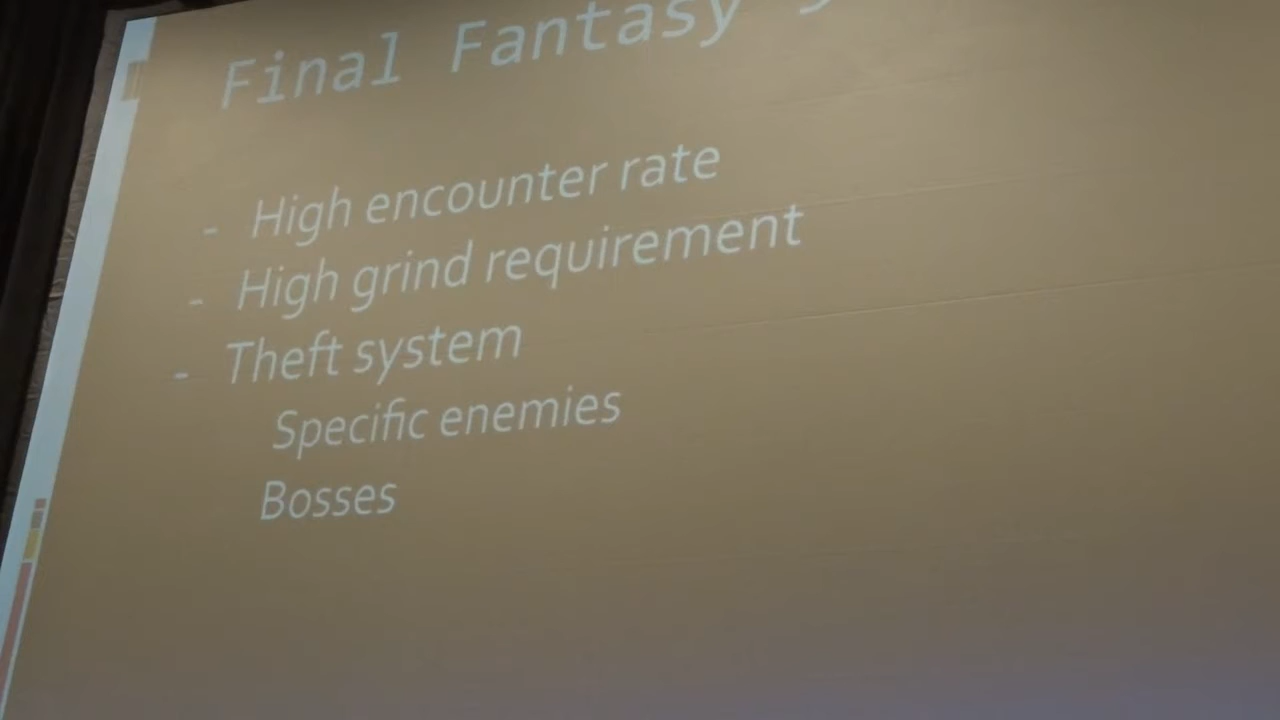 Final Fantasy
- High encounter rate
- High grind requirement
- Theft system
Specific enemies
Bosses